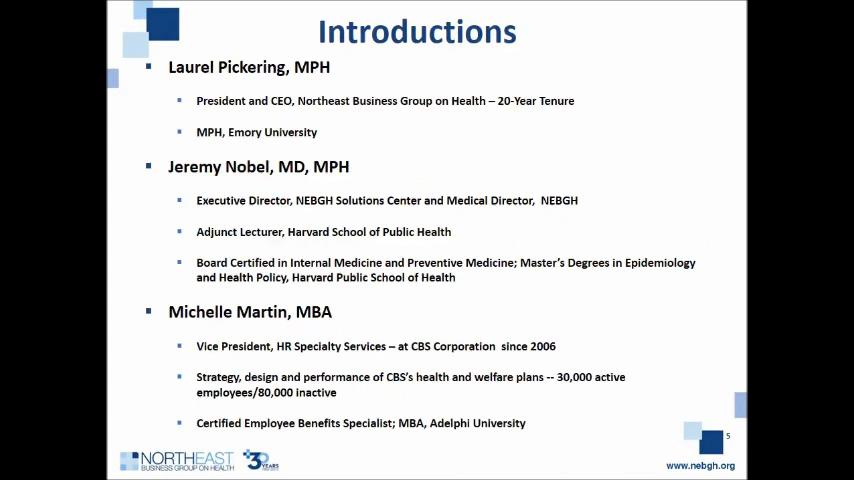 Introductions
Laurel Pickering, MPH
President and CEO, Northeast Business Group on Health – 20-Year Tenure
MPH, Emory University
Jeremy Nobel, MD, MPH
Executive Director, NEBGH Solutions Center and Medical Director, NEBGH
Adjunct Lecturer, Harvard School of Public Health
Board Certified in Internal Medicine and Preventive Medicine; Master's Degrees in Epidemiology
and Health Policy, Harvard Public School of Health
Michelle Martin, MBA
Vice President, HR Specialty Services – at CBS Corporation since 2006
Strategy, design and performance of CBS's health and welfare plans -- 30,000 active
employees/80,000 inactive
Certified Employee Benefits Specialist; MBA, Adelphi University
5
NORTHEAST
BUSINESS GROUP ON HEALTH
30
YEARS
www.nebgh.org